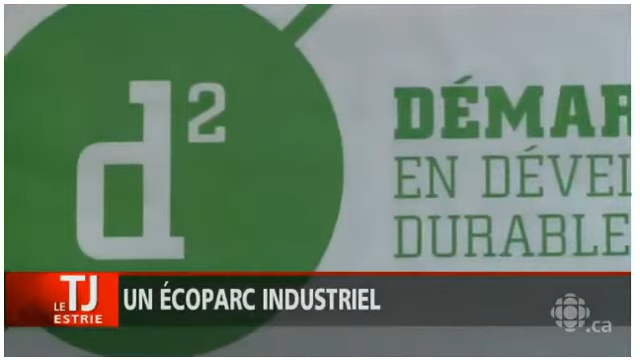 d²
DÉMAR
EN DÉVEL
DURABLE
LE TJ ESTRIE
UN ÉCOPARC INDUSTRIEL
.ca